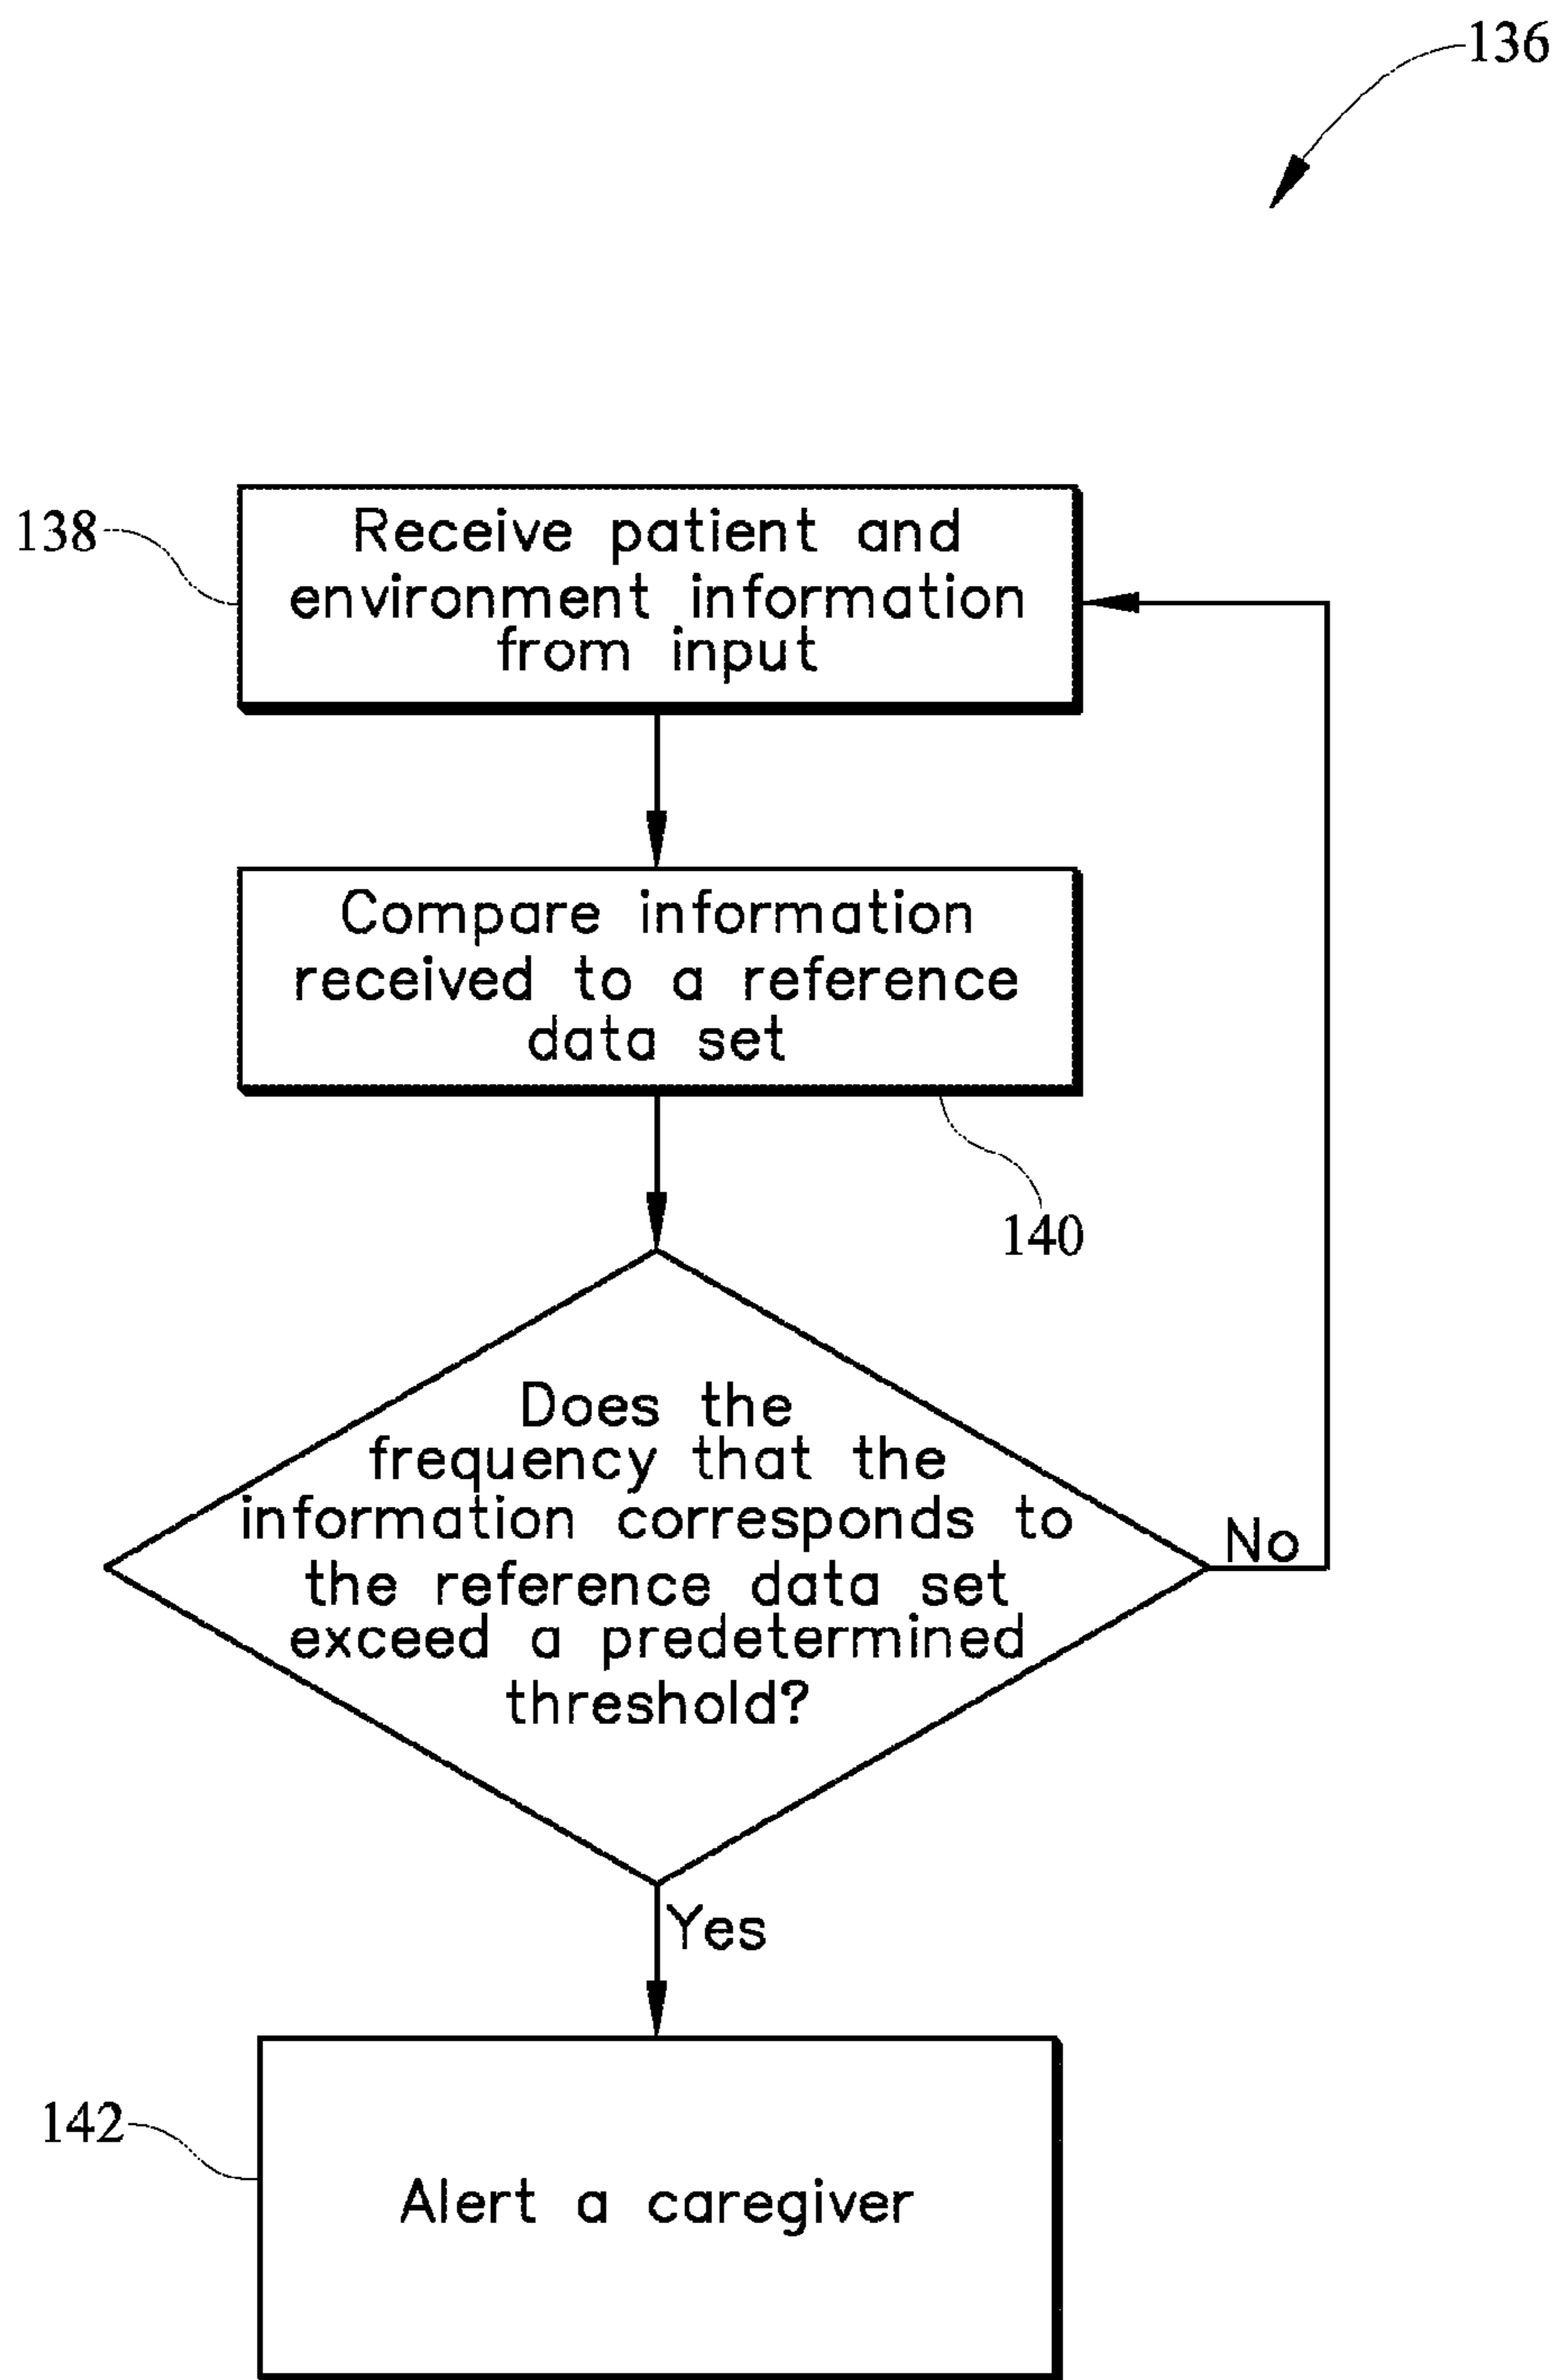 136
138
Receive patient and
environment information
from input
Compare information
received to a reference
data set
140
Does the
frequency that the
information corresponds to
the reference data set
exceed a predetermined
threshold?
No
Yes
142
Alert a caregiver